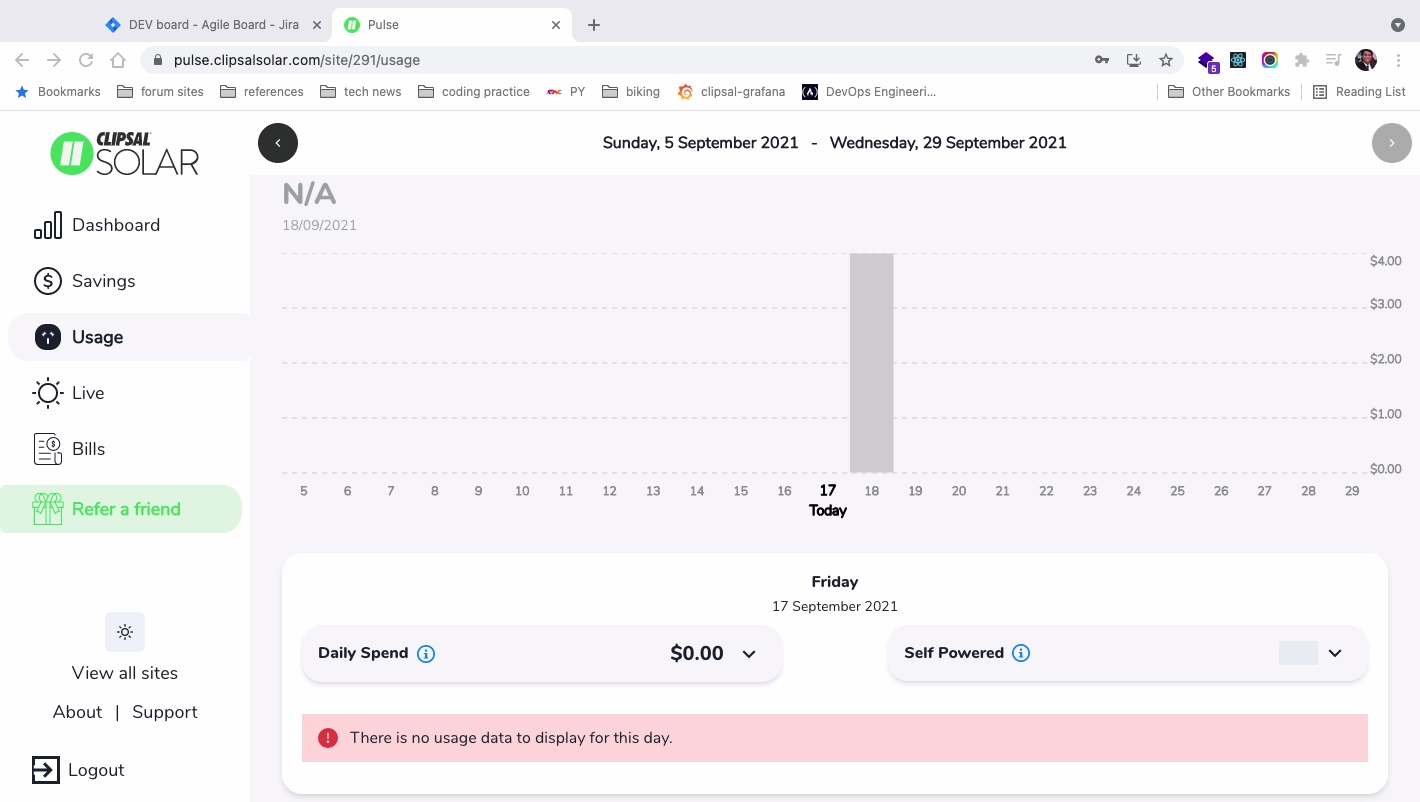 DEV board - Agile Board - Jira
Pulse
pulse.clipsalsolar.com/site/291/usage
5
Bookmarks
forum sites
references
tech news
coding practice
PY
biking
clipsal-grafana
DevOps Engineeri...
Other Bookmarks
Reading List
CLIPSAL
SOLAR
Sunday, 5 September 2021 - Wednesday, 29 September 2021
Dashboard
Savings
Usage
Live
Bills
Refer a friend
View all sites
About | Support
Logout
N/A
18/09/2021
$4.00
$3.00
$2.00
$1.00
$0.00
5 6 7 8 9 10 11 12 13 14 15 16 17 18 19 20 21 22 23 24 25 26 27 28 29
Today
Friday
17 September 2021
Daily Spend $0.00
Self Powered
There is no usage data to display for this day.